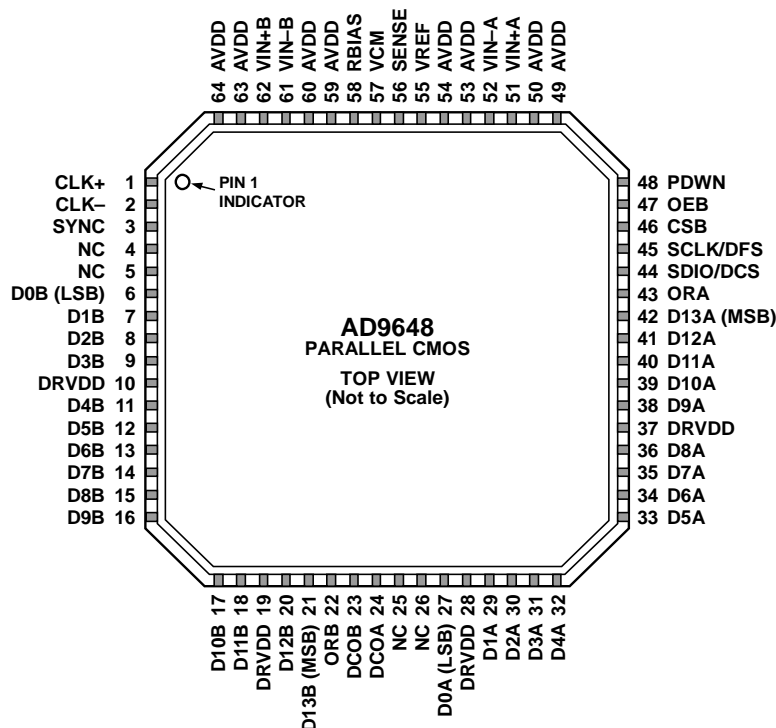 64 AVDD
63 AVDD
62 VIN+B
61 VIN–B
60 AVDD
59 AVDD
58 RBIAS
57 VCM
56 SENSE
55 VREF
54 AVDD
53 AVDD
52 VIN–A
51 VIN+A
50 AVDD
49 AVDD
CLK+ 1
CLK– 2
SYNC 3
NC 4
NC 5
D0B (LSB) 6
D1B 7
D2B 8
D3B 9
DRVDD 10
D4B 11
D5B 12
D6B 13
D7B 14
D8B 15
D9B 16
PIN 1
INDICATOR
AD9648
PARALLEL CMOS
TOP VIEW
(Not to Scale)
48 PDWN
47 OEB
46 CSB
45 SCLK/DFS
44 SDIO/DCS
43 ORA
42 D13A (MSB)
41 D12A
40 D11A
39 D10A
38 D9A
37 DRVDD
36 D8A
35 D7A
34 D6A
33 D5A
D10B 17
D11B 18
DRVDD 19
D12B 20
D13B (MSB) 21
ORB 22
DCOB 23
DCOA 24
NC 25
NC 26
D0A (LSB) 27
DRVDD 28
D1A 29
D2A 30
D3A 31
D4A 32